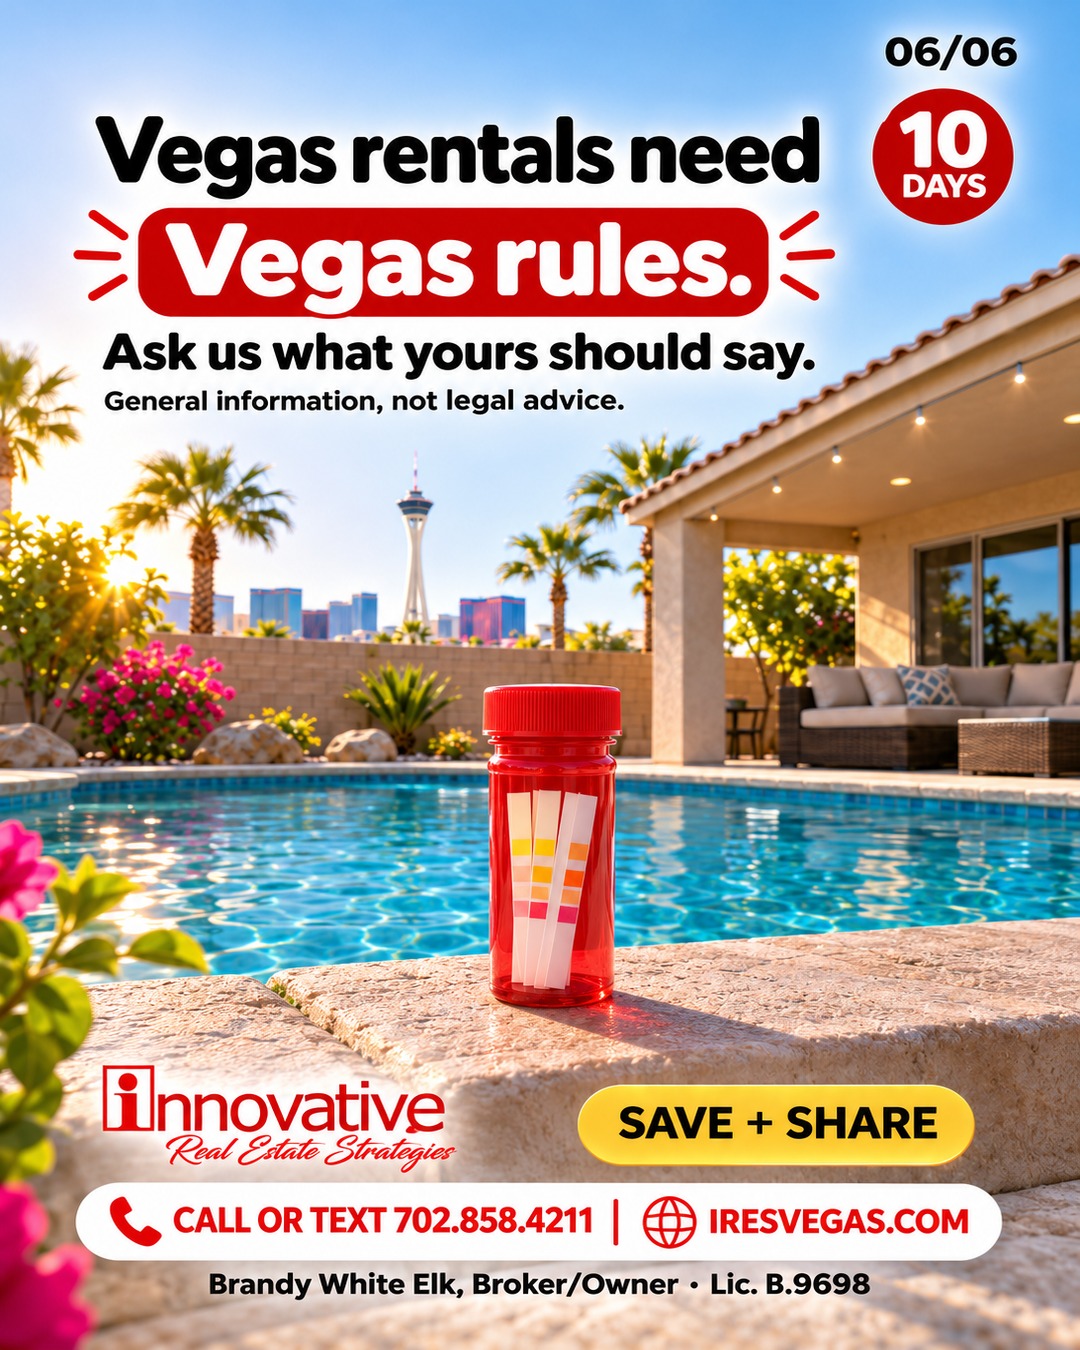 06/06
10
DAYS
Vegas rentals need
Vegas rules.
Ask us what yours should say.
General information, not legal advice.
innovative
Real Estate Strategies
SAVE + SHARE
CALL OR TEXT 702.858.4211 | IRESVEGAS.COM
Brandy White Elk, Broker/Owner • Lic. B.9698